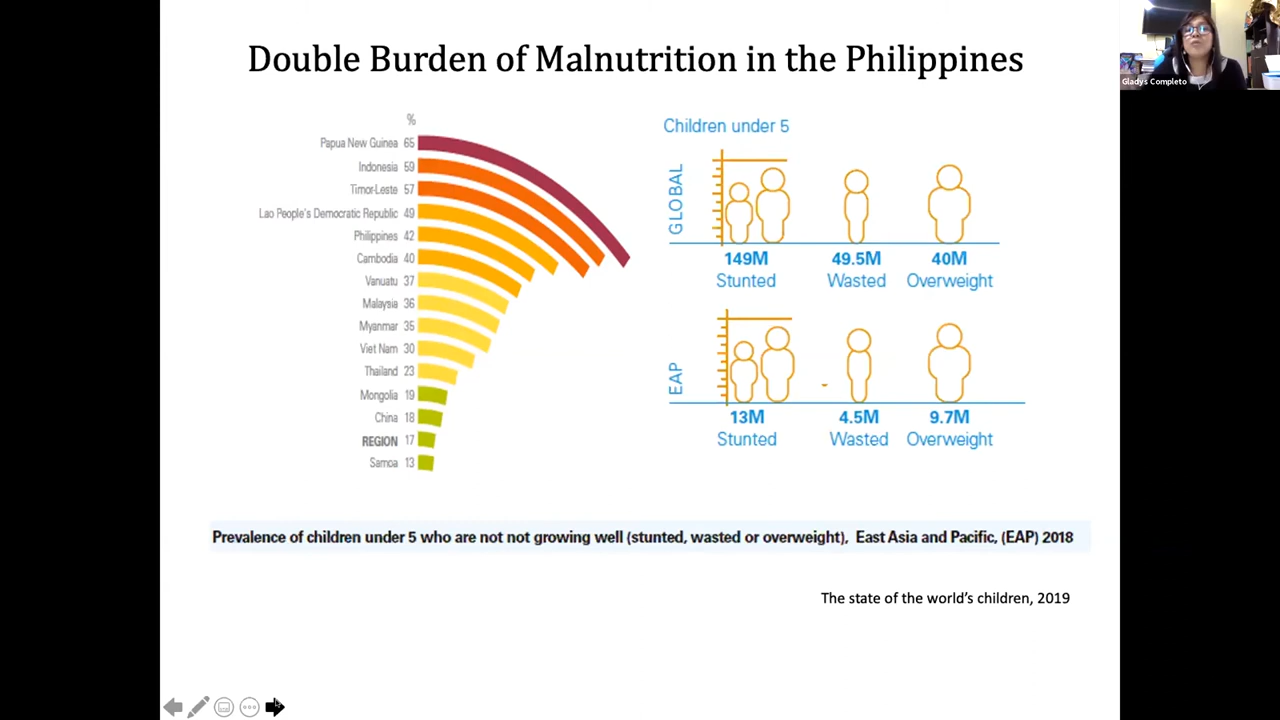 Double Burden of Malnutrition in the Philippines
Gladys Completo
%
Papua New Guinea 65
Indonesia 59
Timor-Leste 57
Lao People's Democratic Republic 49
Philippines 42
Cambodia 40
Vanuatu 37
Malaysia 36
Myanmar 35
Viet Nam 30
Thailand 23
Mongolia 19
China 18
REGION 17
Samoa 13
Children under 5
GLOBAL
149M 49.5M 40M
Stunted Wasted Overweight
EAP
13M 4.5M 9.7M
Stunted Wasted Overweight
Prevalence of children under 5 who are not not growing well (stunted, wasted or overweight), East Asia and Pacific, (EAP) 2018
The state of the world's children, 2019